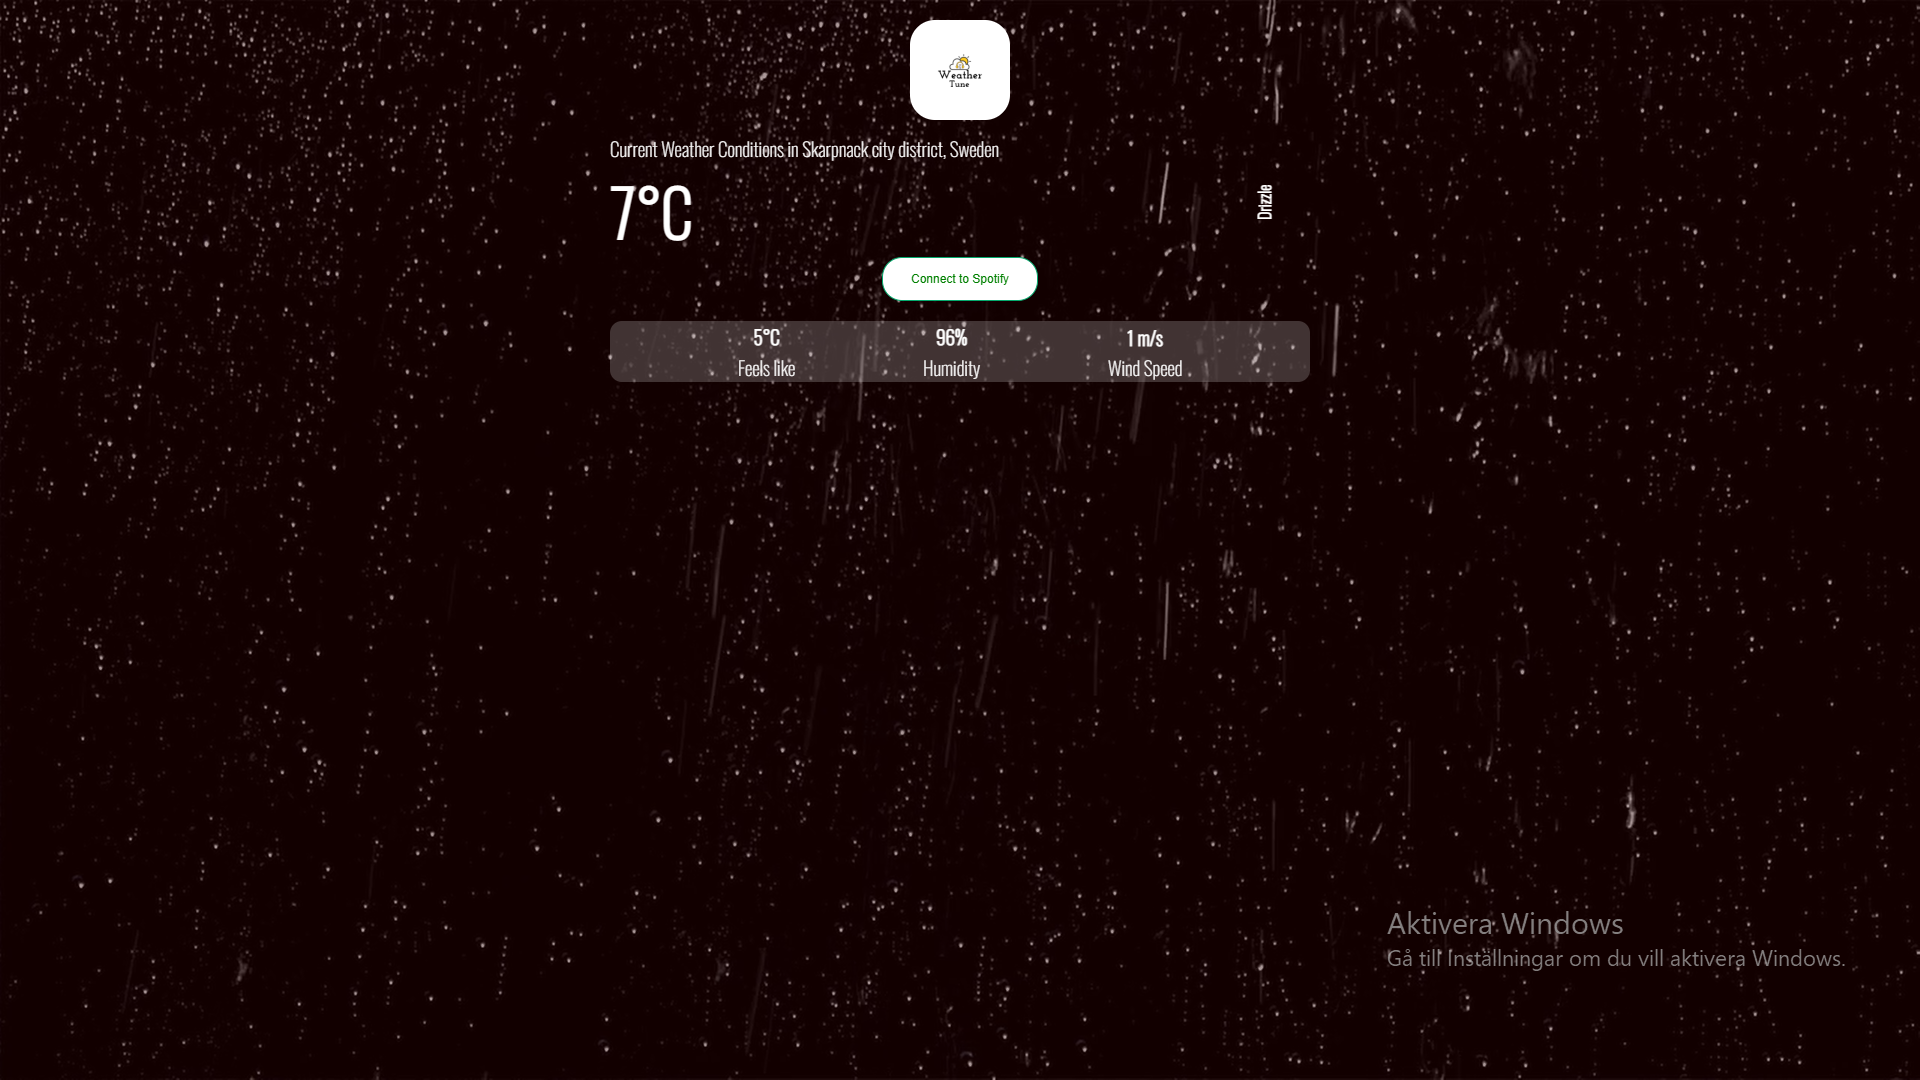 Weather
Tune
Current Weather Conditions in Skarpnack city district, Sweden
7°C
Drizzle
Connect to Spotify
5°C
Feels like
96%
Humidity
1 m/s
Wind Speed
Aktivera Windows
Gå till Inställningar om du vill aktivera Windows.